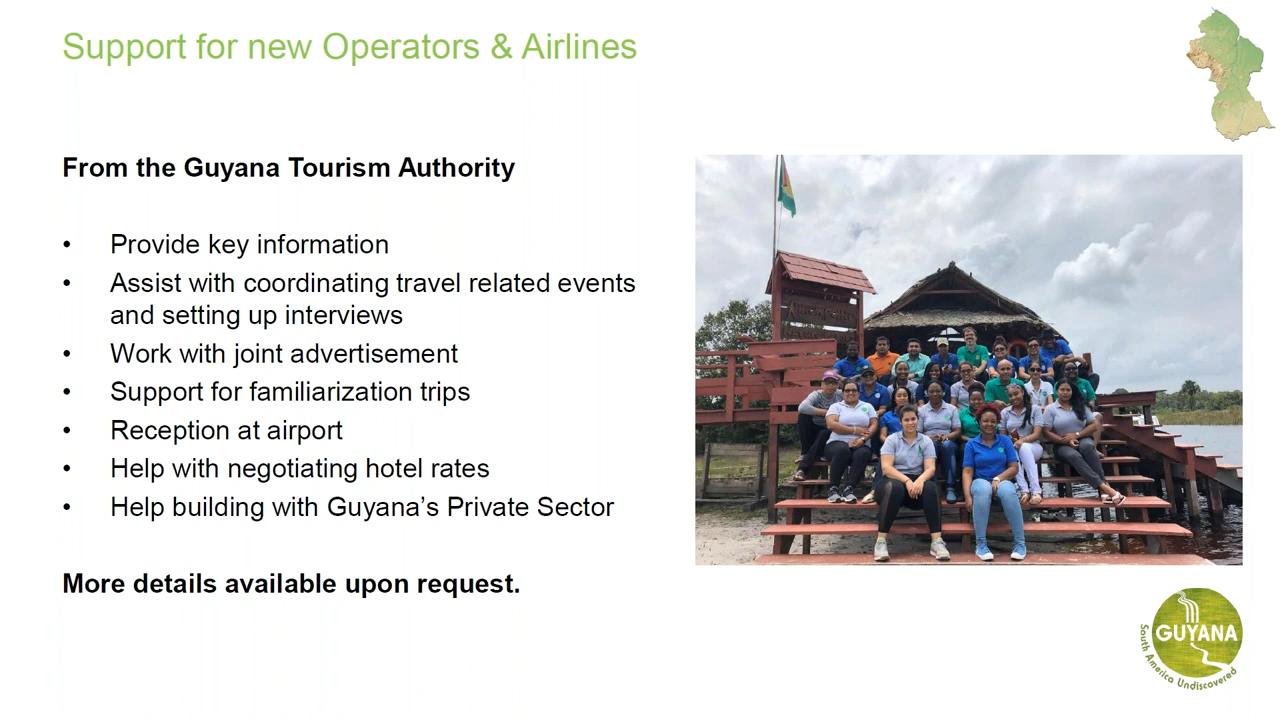 Support for new Operators & Airlines
From the Guyana Tourism Authority
• Provide key information
• Assist with coordinating travel related events
and setting up interviews
• Work with joint advertisement
• Support for familiarization trips
• Reception at airport
• Help with negotiating hotel rates
• Help building with Guyana’s Private Sector
More details available upon request.
GUYANA
South America Undiscovered